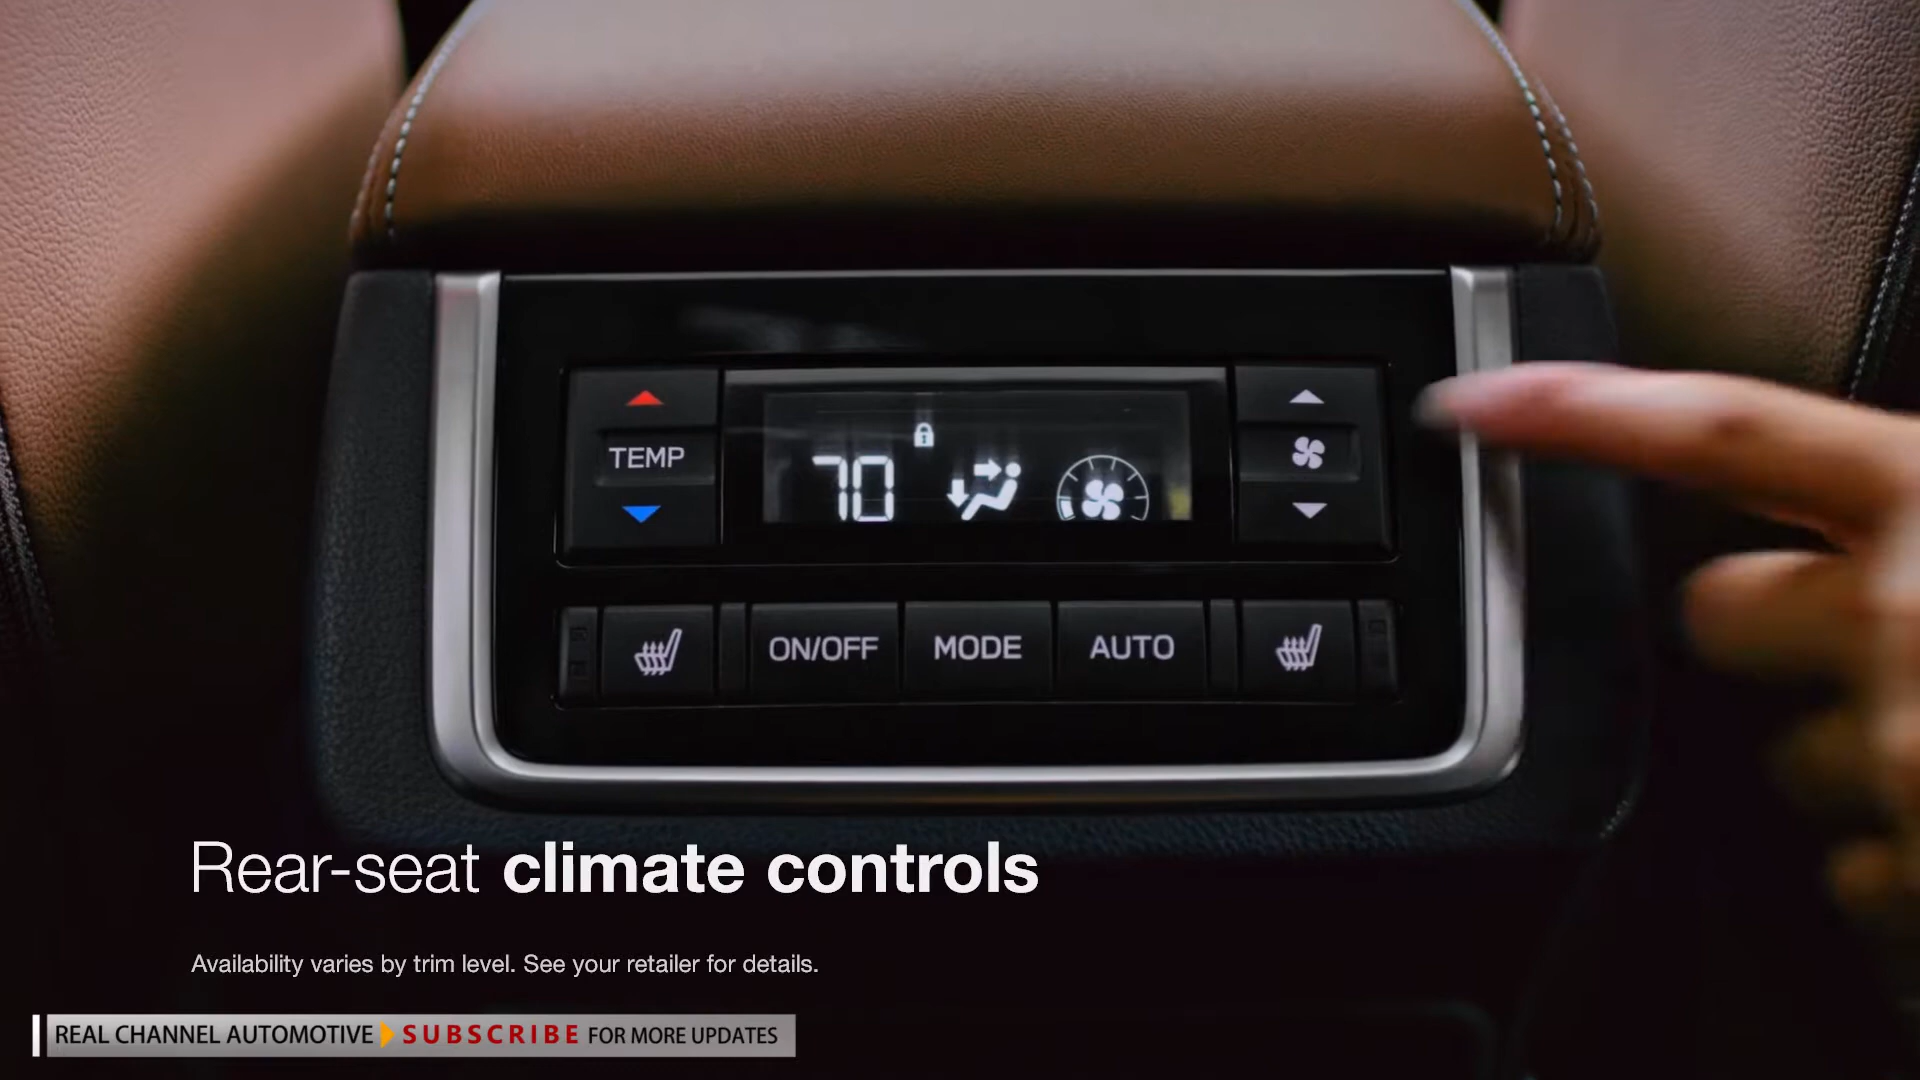 TEMP
70
ON/OFF
MODE
AUTO
Rear-seat climate controls
Availability varies by trim level. See your retailer for details.
REAL CHANNEL AUTOMOTIVE SUBSCRIBE FOR MORE UPDATES